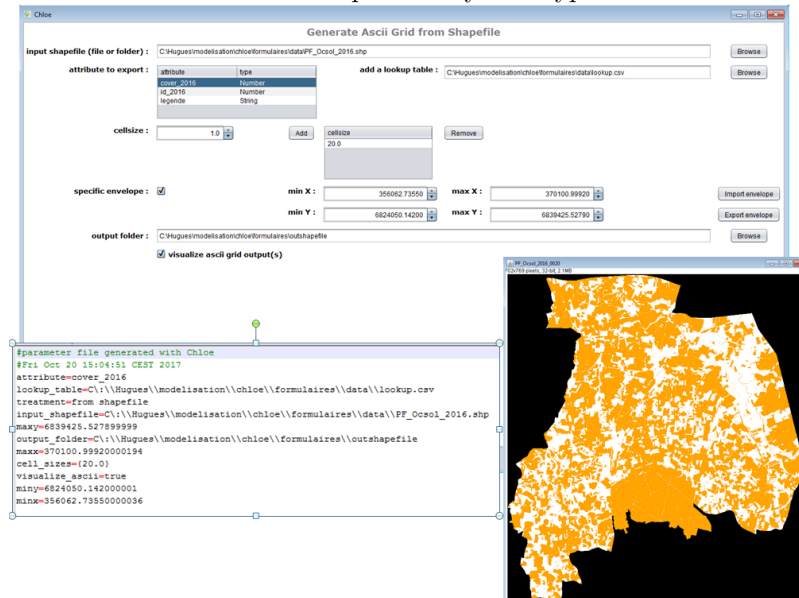 Chloe
Generate Ascii Grid from Shapefile
input shapefile (file or folder) : C:\Hugues\modelisation\chloe\formulaires\data\PF_Ocsol_2016.shp Browse
attribute to export : attribute type add a lookup table : C:\Hugues\modelisation\chloe\formulaires\data\lookup.csv Browse
cover_2016 Number
id_2016 Number
legende String
cellsize : 1.0 Add cellsize Remove
20.0
specific envelope : min X : 356062.73550 max X : 370100.99920 Import envelope
min Y : 6824050.14200 max Y : 6839425.52790 Export envelope
output folder : C:\Hugues\modelisation\chloe\formulaires\outshapefile Browse
visualize ascii grid output(s)
PF_Ocsol_2016_0020
702x769 pixels; 32-bit; 2.1MB
#parameter file generated with Chloe
#Fri Oct 20 15:04:51 CEST 2017
attribute=cover_2016
lookup_table=C\:\\Hugues\\modelisation\\chloe\\formulaires\\data\\lookup.csv
treatment=from shapefile
input_shapefile=C\:\\Hugues\\modelisation\\chloe\\formulaires\\data\\PF_Ocsol_2016.shp
maxy=6839425.527899999
output_folder=C\:\\Hugues\\modelisation\\chloe\\formulaires\\outshapefile
maxx=370100.99920000194
cell_sizes={20.0}
visualize_ascii=true
miny=6824050.142000001
minx=356062.73550000036